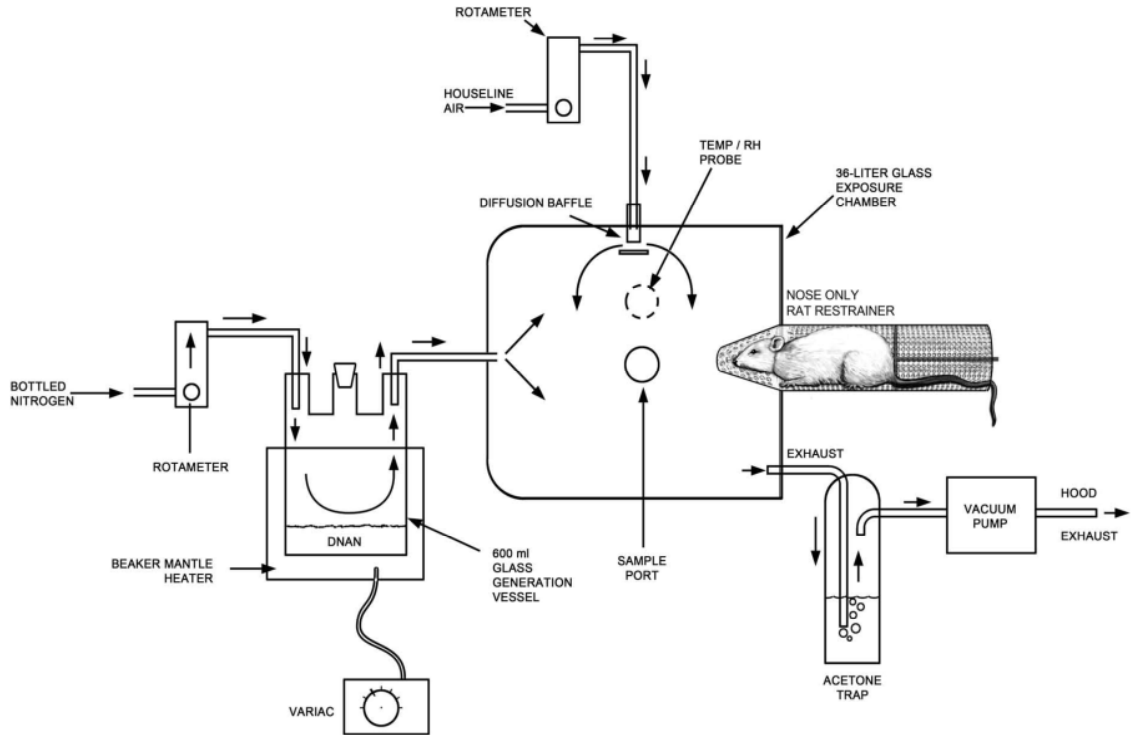 ROTAMETER
HOUSELINE
AIR
TEMP / RH
PROBE
36-LITER GLASS
EXPOSURE
CHAMBER
DIFFUSION BAFFLE
NOSE ONLY
RAT RESTRAINER
BOTTLED
NITROGEN
ROTAMETER
EXHAUST
HOOD
EXHAUST
VACUUM
PUMP
DNAN
BEAKER MANTLE
HEATER
600 ml
GLASS
GENERATION
VESSEL
SAMPLE
PORT
ACETONE
TRAP
VARIAC